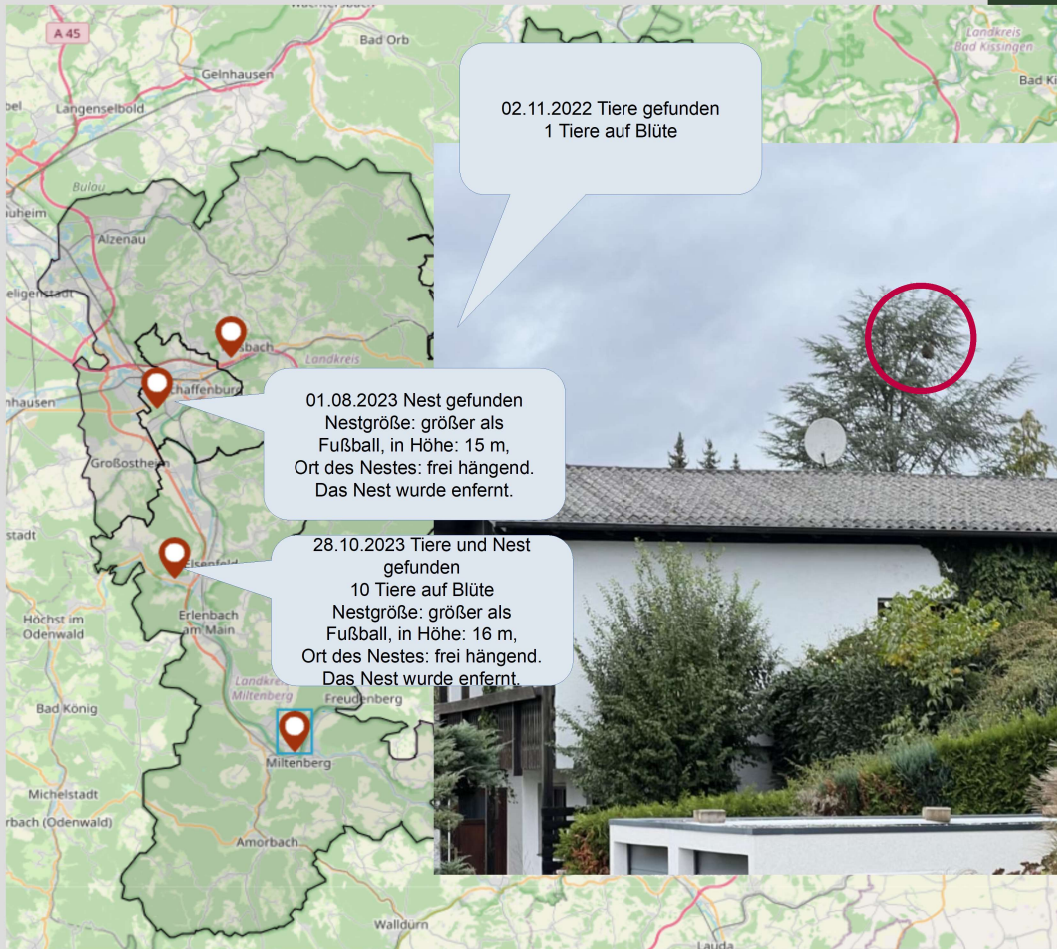 A 45
Bad Orb
Landkreis
Bad Kissingen
Gelnhausen
Langenselbold
02.11.2022 Tiere gefunden
1 Tiere auf Blüte
Bulau
Alzenau
sbach
Landkreis
schaffenburg
01.08.2023 Nest gefunden
Nestgröße: größer als
Fußball, in Höhe: 15 m,
Ort des Nestes: frei hängend.
Das Nest wurde enfernt.
Großostheim
Elsenfeld
28.10.2023 Tiere und Nest
gefunden
10 Tiere auf Blüte
Nestgröße: größer als
Fußball, in Höhe: 16 m,
Ort des Nestes: frei hängend.
Das Nest wurde enfernt.
Höchst im
Odenwald
Erlenbach
am Main
Landkreis
Miltenberg
Freudenberg
Bad König
Miltenberg
Michelstadt
rbach (Odenwald)
Amorbach
Walldürn
Lauda